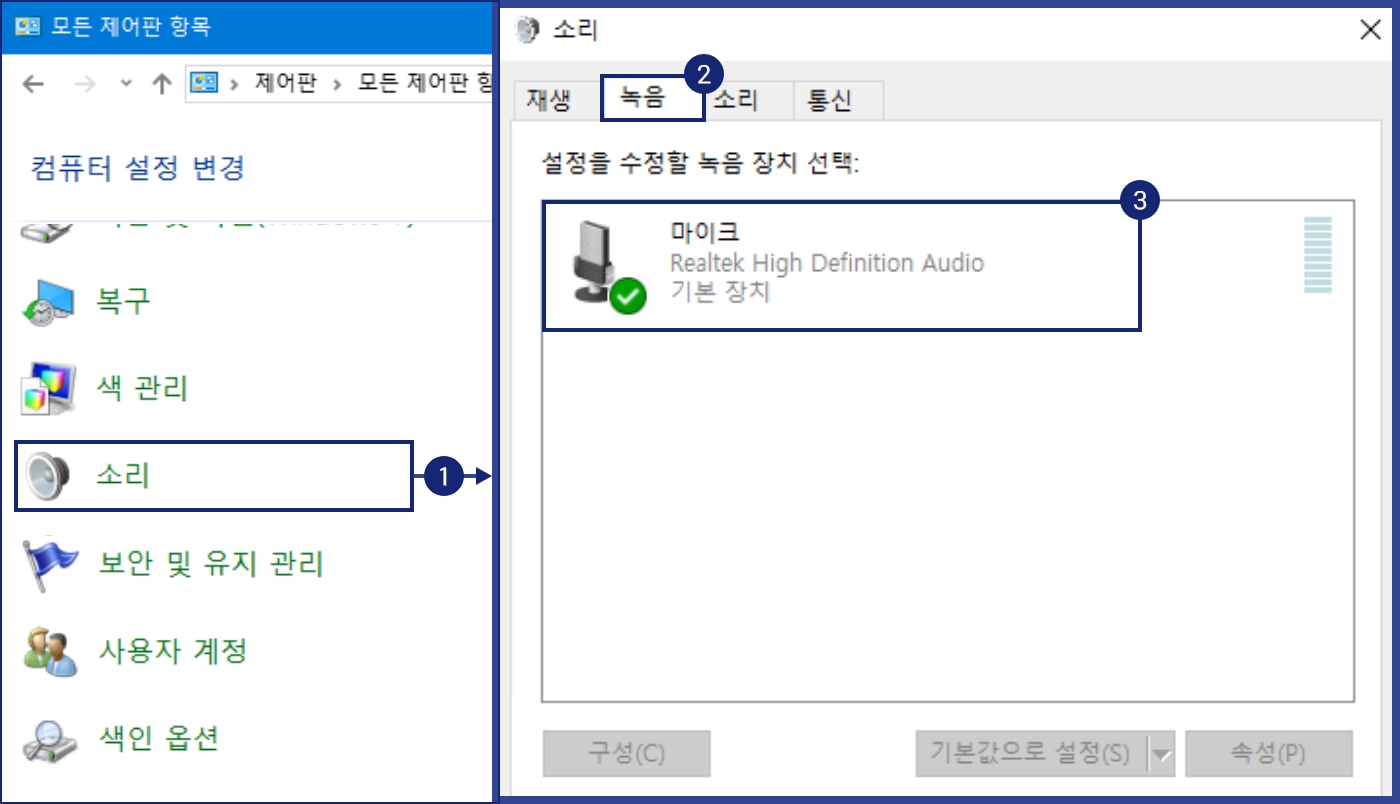 모든 제어판 항목
제어판
모든 제어판 항
컴퓨터 설정 변경
복구
색 관리
소리
1
보안 및 유지 관리
사용자 계정
색인 옵션
소리
재생
녹음
2
소리
통신
설정을 수정할 녹음 장치 선택:
3
마이크
Realtek High Definition Audio
기본 장치
구성(C)
기본값으로 설정(S)
속성(P)